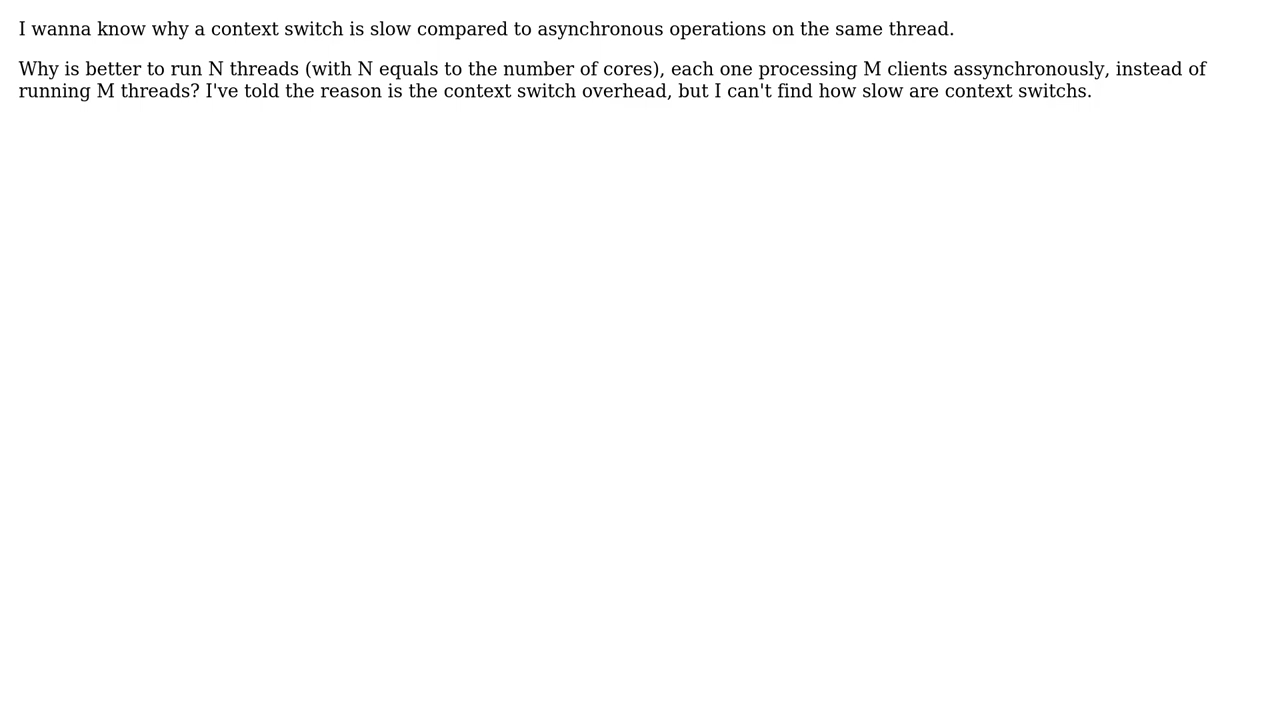 I wanna know why a context switch is slow compared to asynchronous operations on the same thread.
Why is better to run N threads (with N equals to the number of cores), each one processing M clients assynchronously, instead of
running M threads? I've told the reason is the context switch overhead, but I can't find how slow are context switchs.